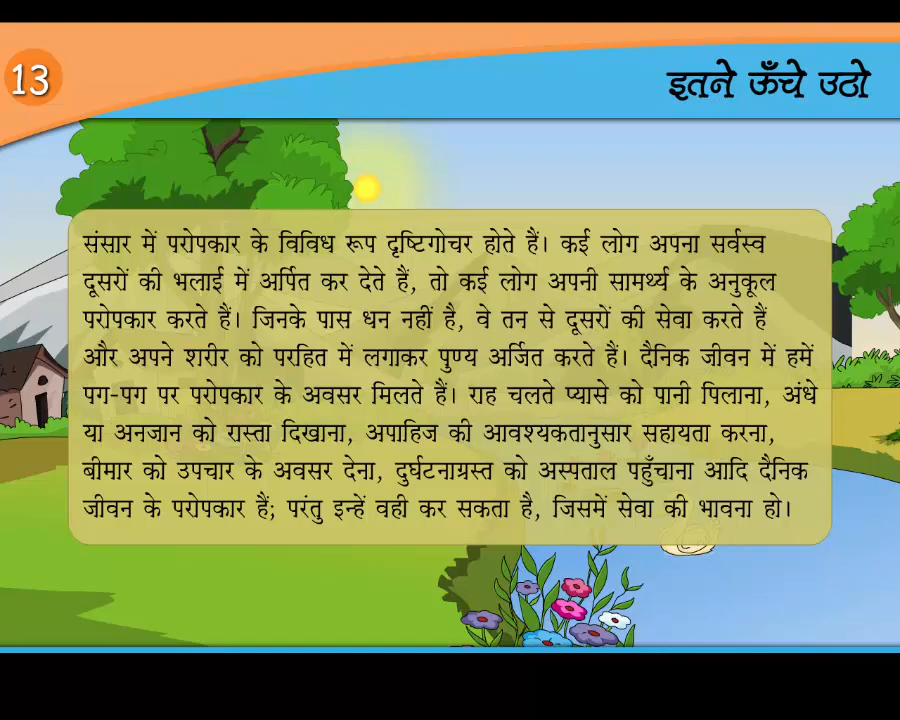 13
इतने ऊँचे उठो
संसार में परोपकार के विविध रूप दृष्टिगोचर होते हैं। कई लोग अपना सर्वस्व
दूसरों की भलाई में अर्पित कर देते हैं, तो कई लोग अपनी सामर्थ्य के अनुकूल
परोपकार करते हैं। जिनके पास धन नहीं है, वे तन से दूसरों की सेवा करते हैं
और अपने शरीर को परहित में लगाकर पुण्य अर्जित करते हैं। दैनिक जीवन में हमें
पग-पग पर परोपकार के अवसर मिलते हैं। राह चलते प्यासे को पानी पिलाना, अंधे
या अनजान को रास्ता दिखाना, अपाहिज की आवश्यकतानुसार सहायता करना,
बीमार को उपचार के अवसर देना, दुर्घटनाग्रस्त को अस्पताल पहुँचाना आदि दैनिक
जीवन के परोपकार हैं; परंतु इन्हें वही कर सकता है, जिसमें सेवा की भावना हो।